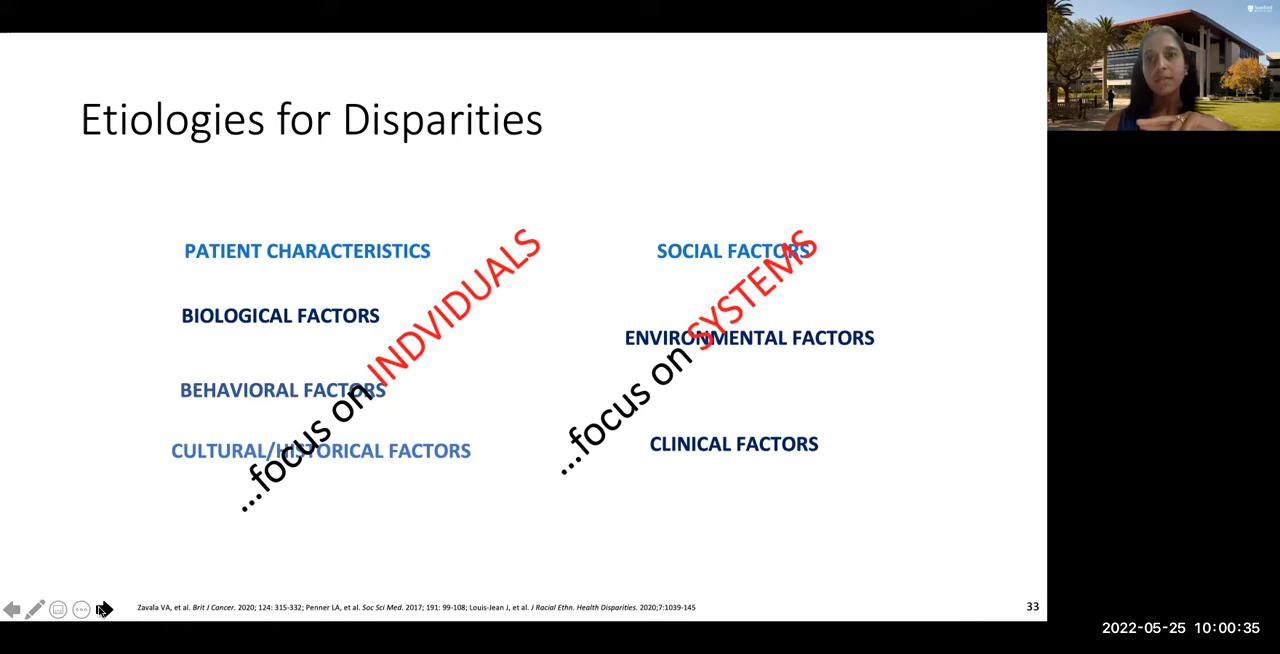 Etiologies for Disparities
PATIENT CHARACTERISTICS
BIOLOGICAL FACTORS
BEHAVIORAL FACTORS
CULTURAL/HISTORICAL FACTORS
...focus on INDVIDUALS
SOCIAL FACTORS
ENVIRONMENTAL FACTORS
CLINICAL FACTORS
...focus on SYSTEMS
Zavala VA, et al. Brit J Cancer. 2020; 124: 315-332; Penner LA, et al. Soc Sci Med. 2017; 191: 99-108; Louis-Jean J, et al. J Racial Ethn. Health Disparities. 2020;7:1039-145
33
Stanford
2022-05-25 10:00:35